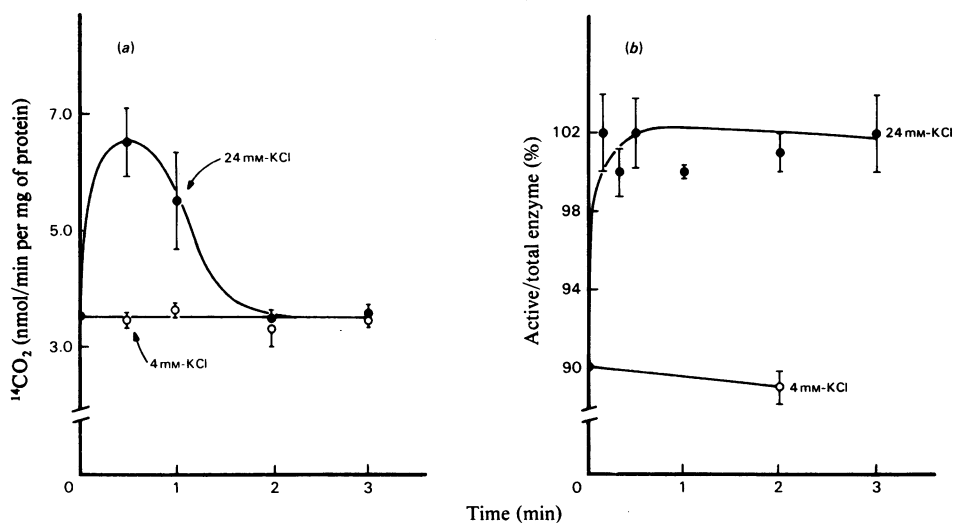 (a)
¹⁴CO₂ (nmol/min per mg of protein)
7.0
5.0
3.0
24 mM-KCl
4 mM-KCl
0
1
2
3
(b)
Active/total enzyme (%)
102
98
94
90
24 mM-KCl
4 mM-KCl
0
1
2
3
Time (min)